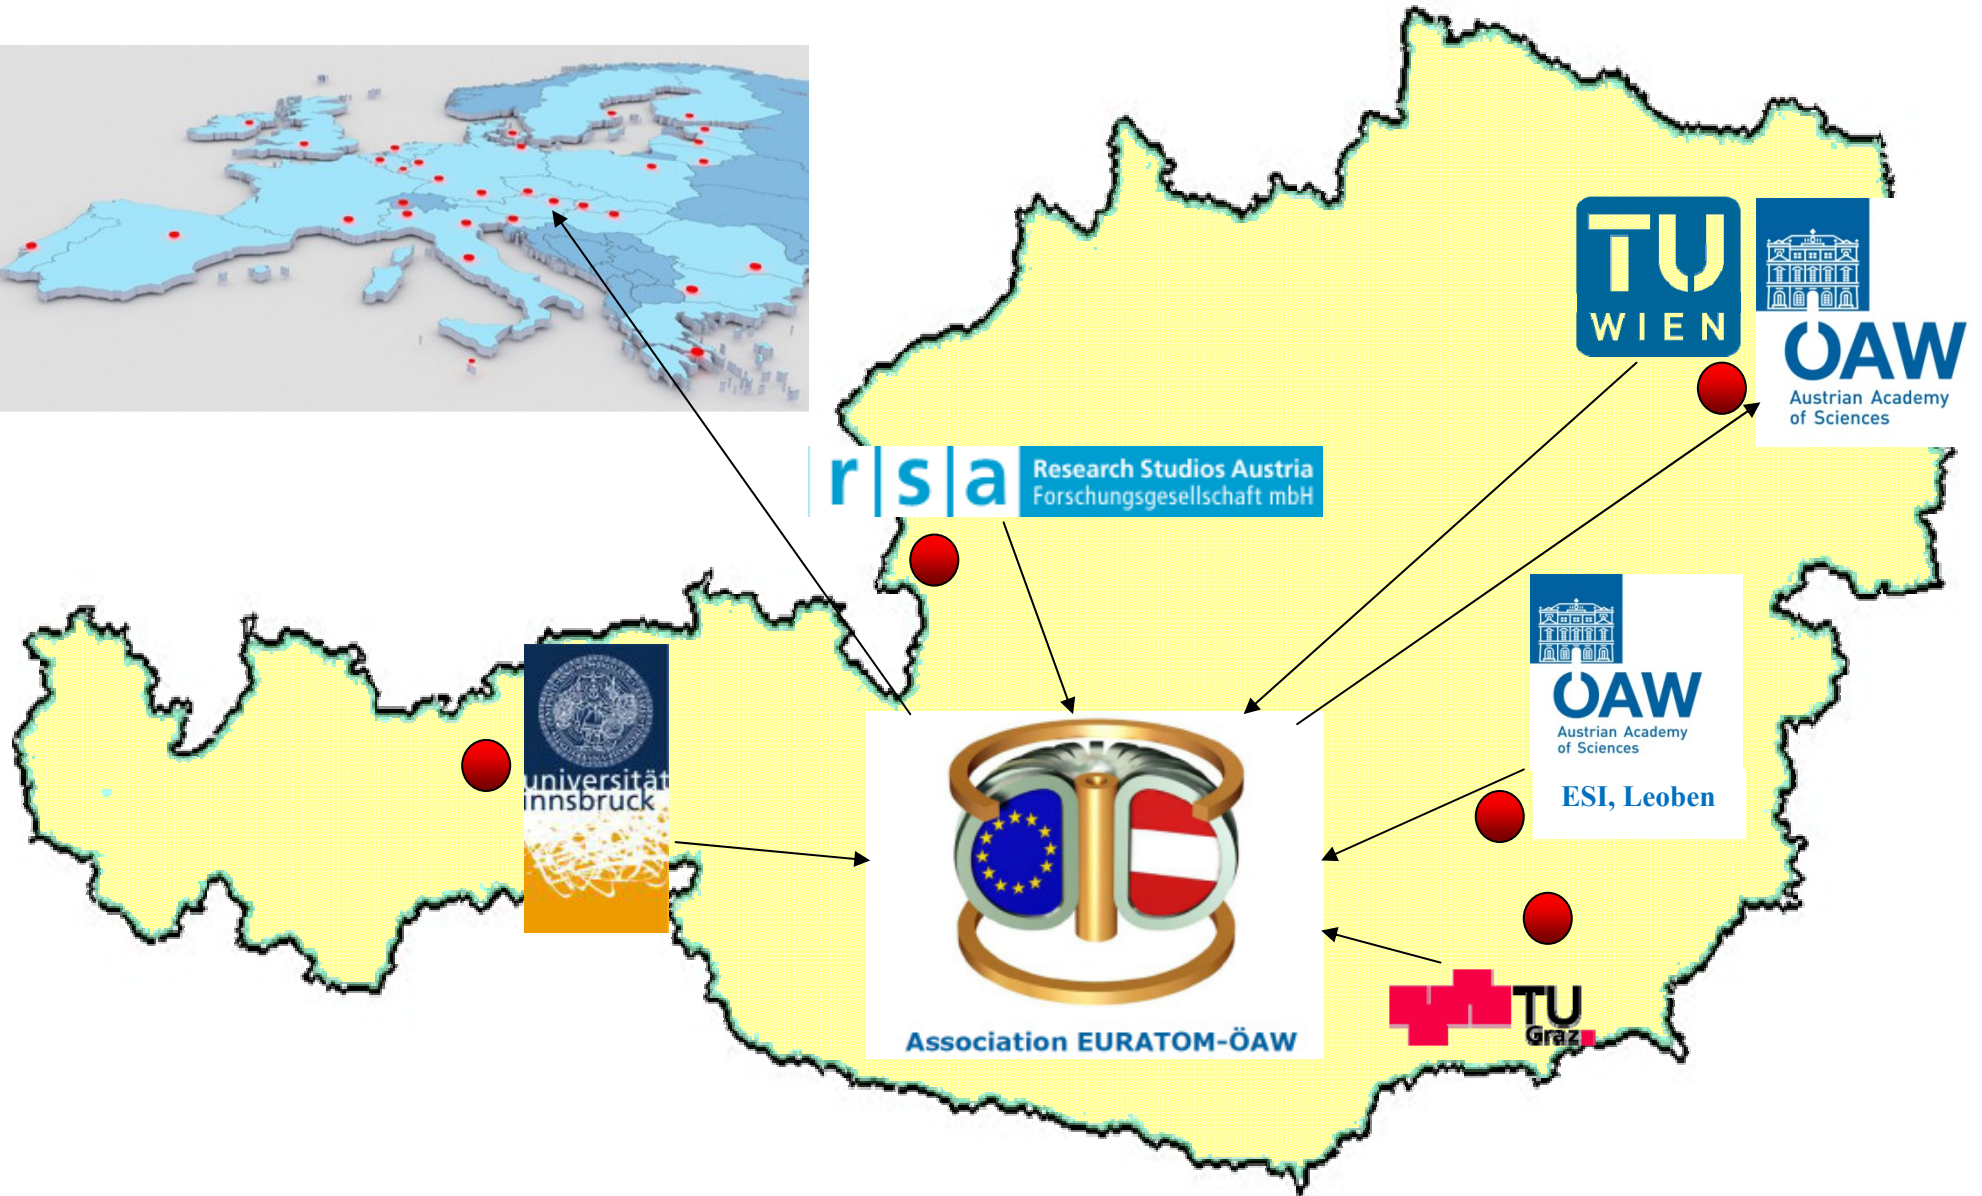 TU
WIEN
ÖAW
Austrian Academy
of Sciences
r|s|a
Research Studios Austria
Forschungsgesellschaft mbH
ÖAW
Austrian Academy
of Sciences
ESI, Leoben
universität
innsbruck
Association EURATOM-ÖAW
TU
Graz